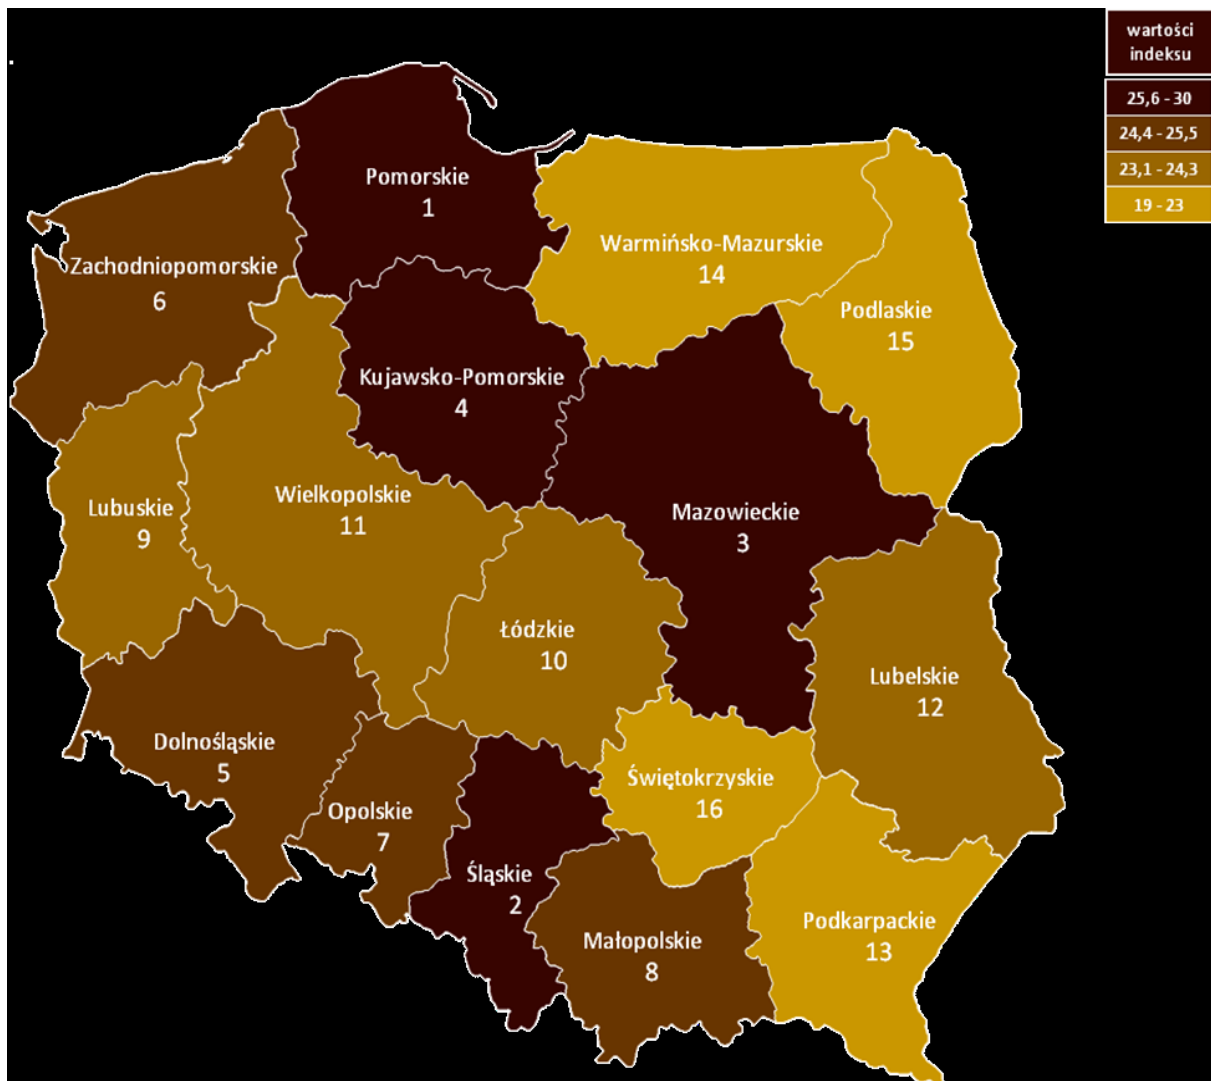 wartości
indeksu
25,6 - 30
24,4 - 25,5
23,1 - 24,3
19 - 23
Pomorskie
1
Warmińsko-Mazurskie
14
Zachodniopomorskie
6
Podlaskie
15
Kujawsko-Pomorskie
4
Wielkopolskie
11
Lubuskie
9
Mazowieckie
3
Łódzkie
10
Lubelskie
12
Dolnośląskie
5
Świętokrzyskie
16
Opolskie
7
Śląskie
2
Podkarpackie
13
Małopolskie
8